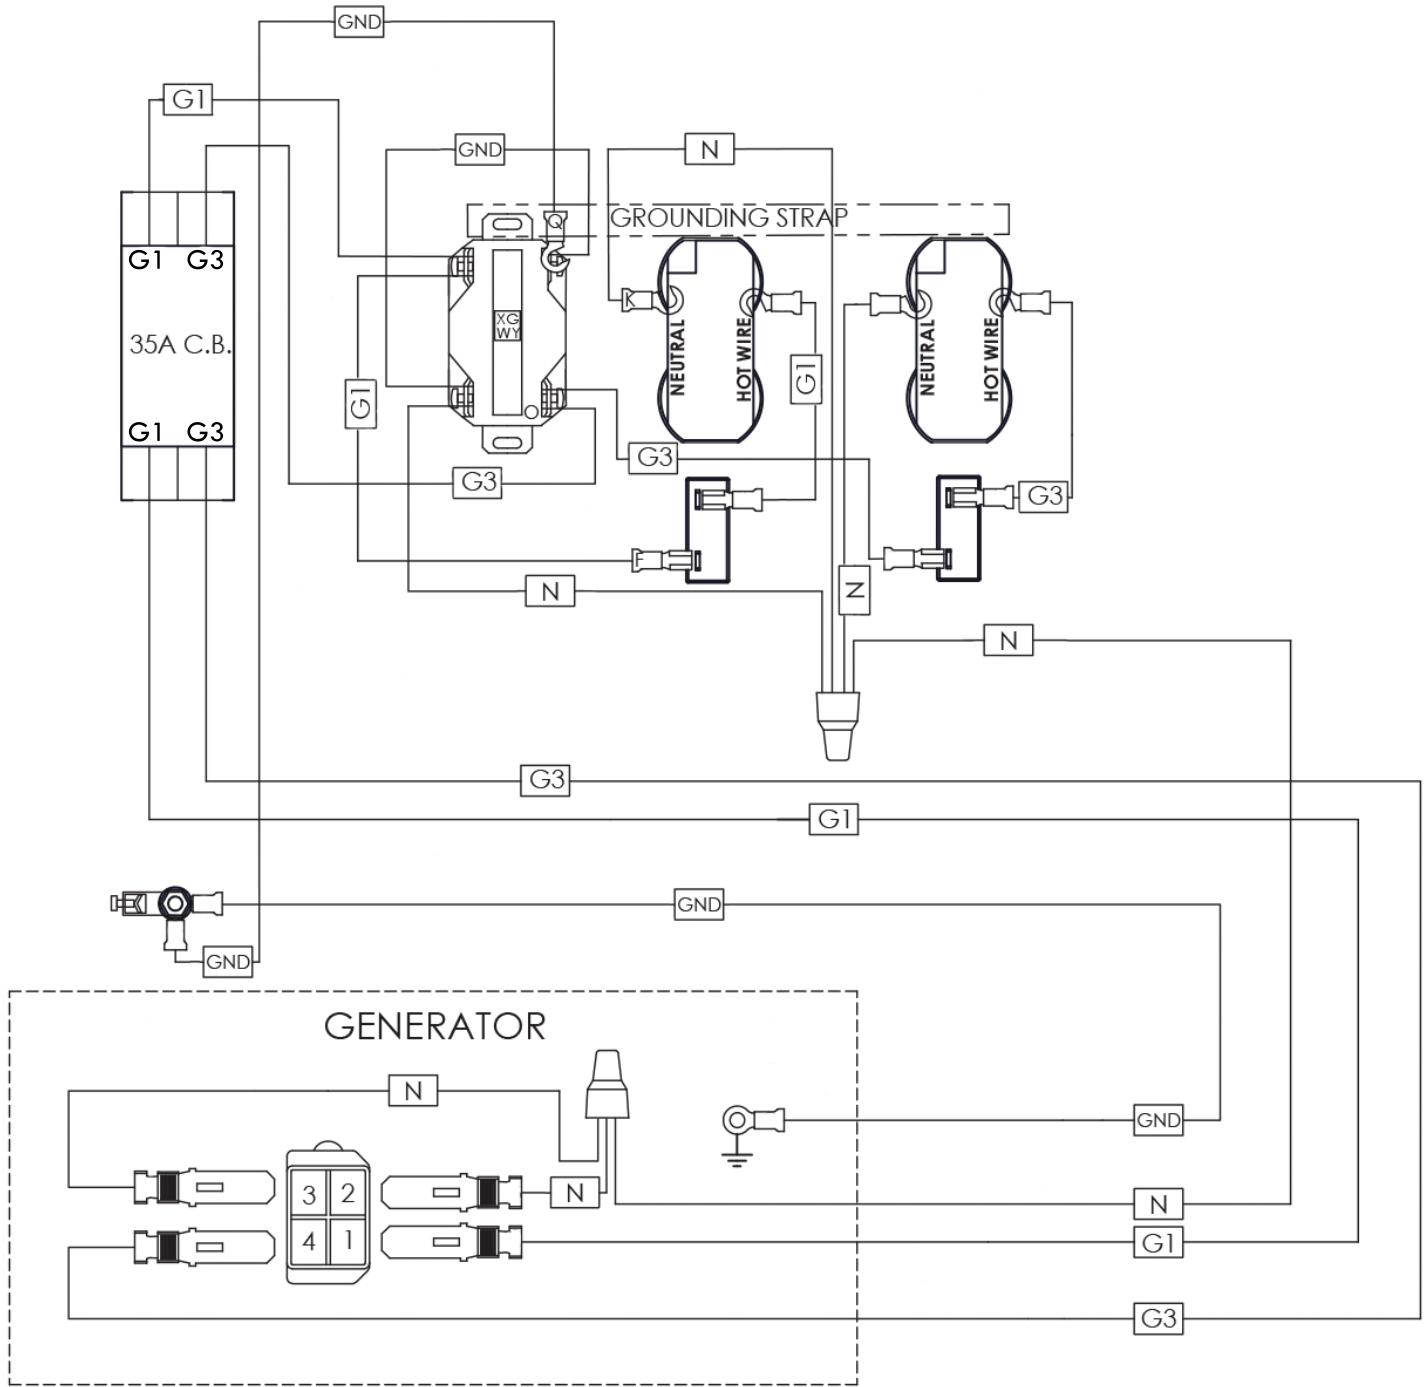 GND
G1
GND
N
GROUNDING STRAP
Q
G1 G3
XG
WY
K
NEUTRAL
HOT WIRE
NEUTRAL
HOT WIRE
35A C.B.
G1
G1
G1 G3
G3
G3
G3
F
N
N
N
G3
G1
GND
GND
GENERATOR
N
GND
3 2
N
N
4 1
G1
G3